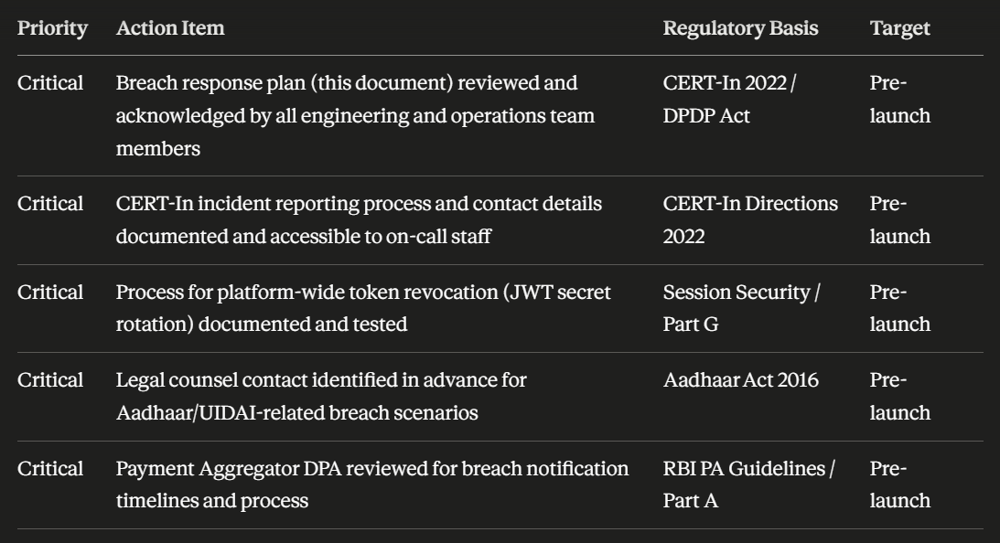 Priority Action Item Regulatory Basis Target
Critical Breach response plan (this document) reviewed and CERT-In 2022 / Pre-
acknowledged by all engineering and operations team DPDP Act launch
members
Critical CERT-In incident reporting process and contact details CERT-In Directions Pre-
documented and accessible to on-call staff 2022 launch
Critical Process for platform-wide token revocation (JWT secret Session Security / Pre-
rotation) documented and tested Part G launch
Critical Legal counsel contact identified in advance for Aadhaar Act 2016 Pre-
Aadhaar/UIDAI-related breach scenarios launch
Critical Payment Aggregator DPA reviewed for breach notification RBI PA Guidelines / Pre-
timelines and process Part A launch